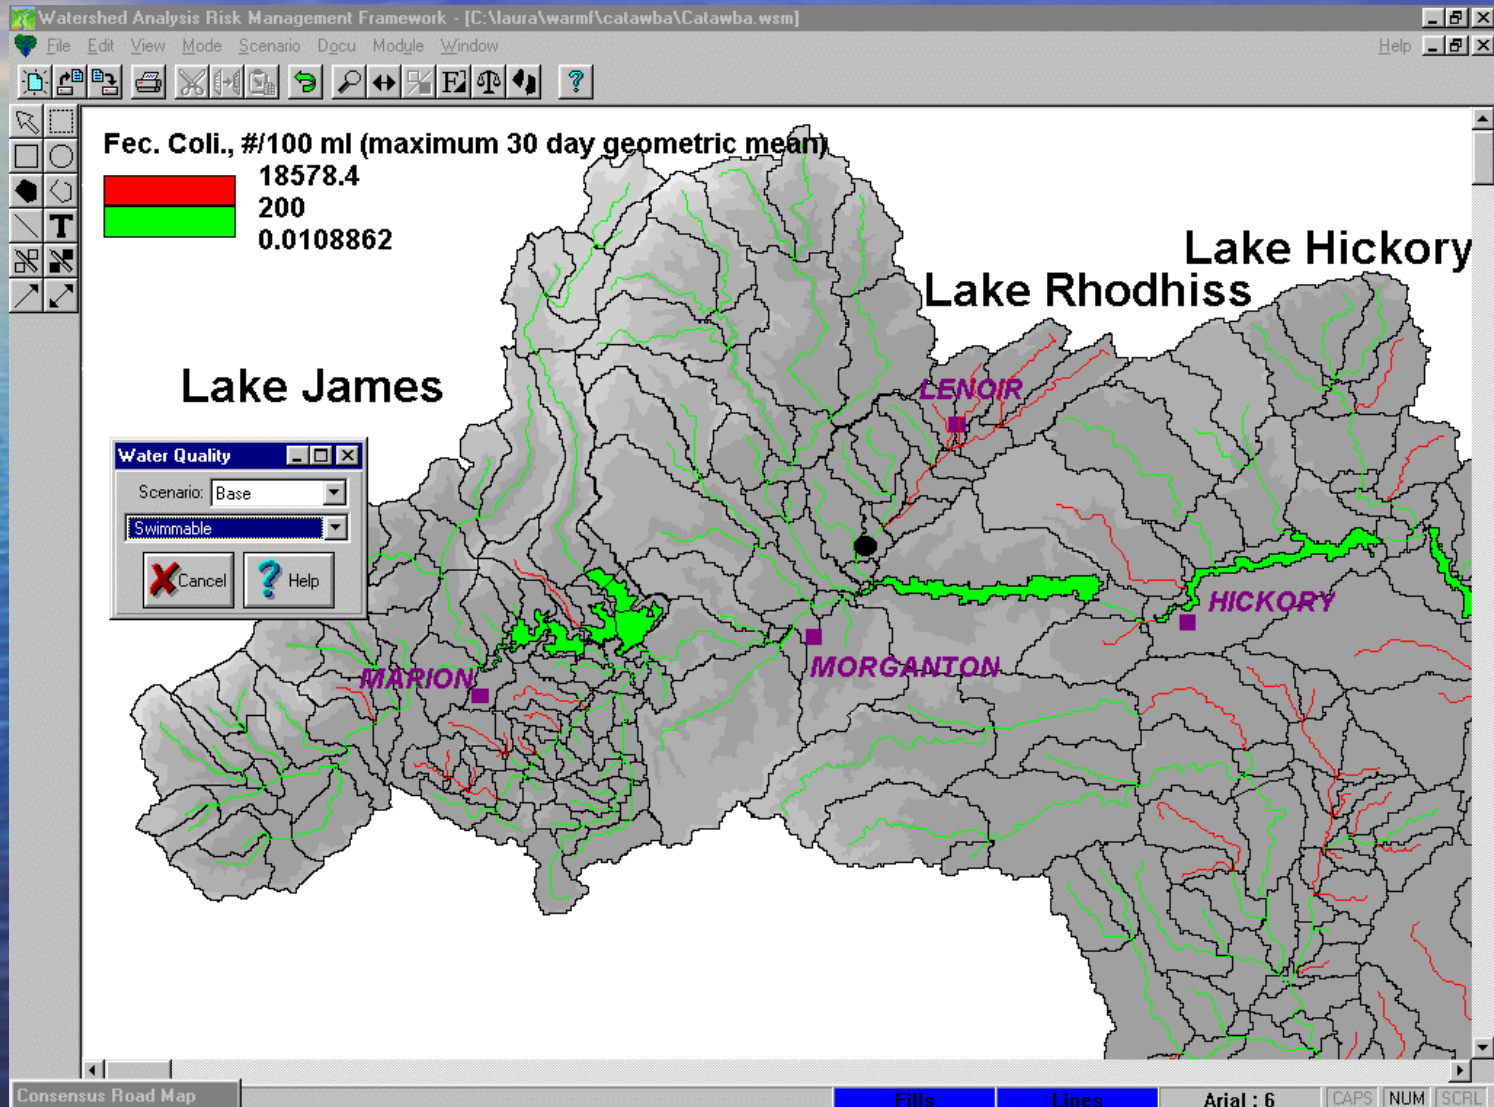 Watershed Analysis Risk Management Framework - [C:\laura\warmf\catawba\Catawba.wsm]
File Edit View Mode Scenario Docu Module Window Help
Fec. Coli., #/100 ml (maximum 30 day geometric mean)
18578.4
200
0.0108862
Lake Hickory
Lake Rhodhiss
Lake James
LENOIR
Water Quality
Scenario: Base
Swimmable
Cancel Help
HICKORY
MORGANTON
MARION
Consensus Road Map
Fills Lines Arial : 6 CAPS NUM SCRL